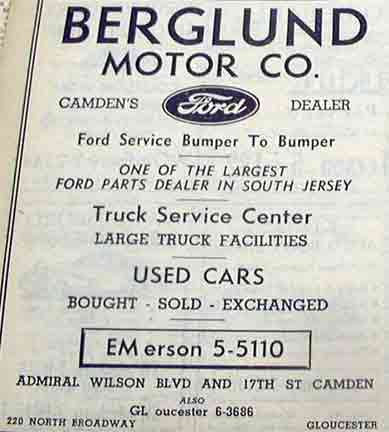 BERGLUND
MOTOR CO.
CAMDEN'S Ford DEALER
Ford Service Bumper To Bumper
ONE OF THE LARGEST
FORD PARTS DEALER IN SOUTH JERSEY
Truck Service Center
LARGE TRUCK FACILITIES
USED CARS
BOUGHT - SOLD - EXCHANGED
EM erson 5-5110
ADMIRAL WILSON BLVD AND 17TH ST CAMDEN
ALSO
GL oucester 6-3686
220 NORTH BROADWAY GLOUCESTER